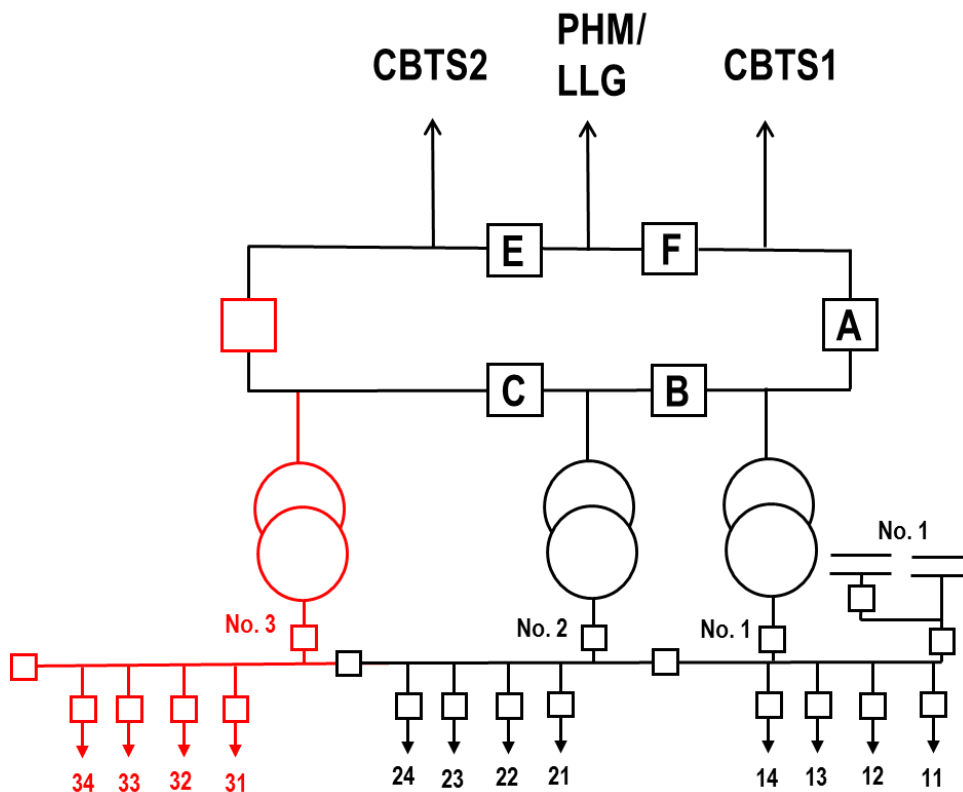 CBTS2
PHM/
LLG
CBTS1
E
F
A
C
B
No. 1
No. 3
No. 2
No. 1
34
33
32
31
24
23
22
21
14
13
12
11